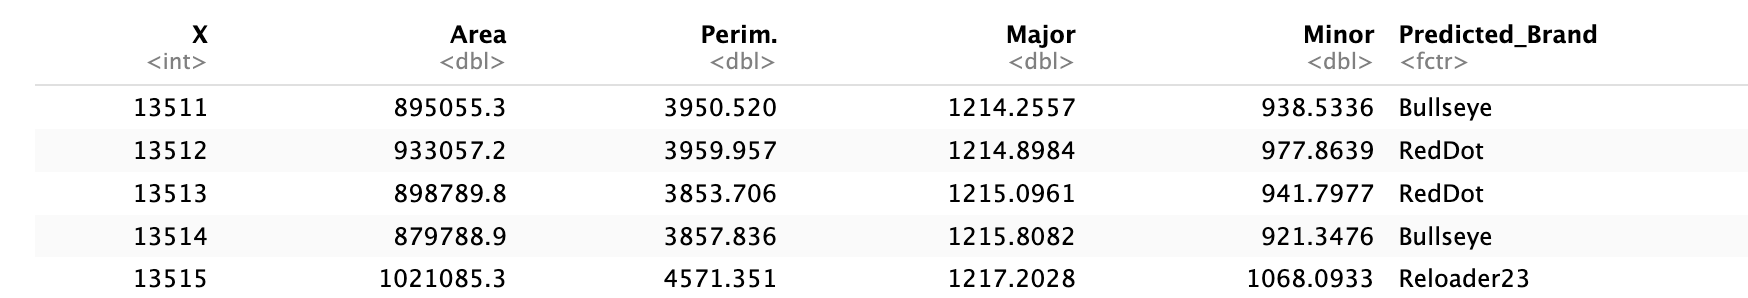 X Area Perim. Major Minor Predicted_Brand
<int> <dbl> <dbl> <dbl> <dbl> <fctr>
13511 895055.3 3950.520 1214.2557 938.5336 Bullseye
13512 933057.2 3959.957 1214.8984 977.8639 RedDot
13513 898789.8 3853.706 1215.0961 941.7977 RedDot
13514 879788.9 3857.836 1215.8082 921.3476 Bullseye
13515 1021085.3 4571.351 1217.2028 1068.0933 Reloader23